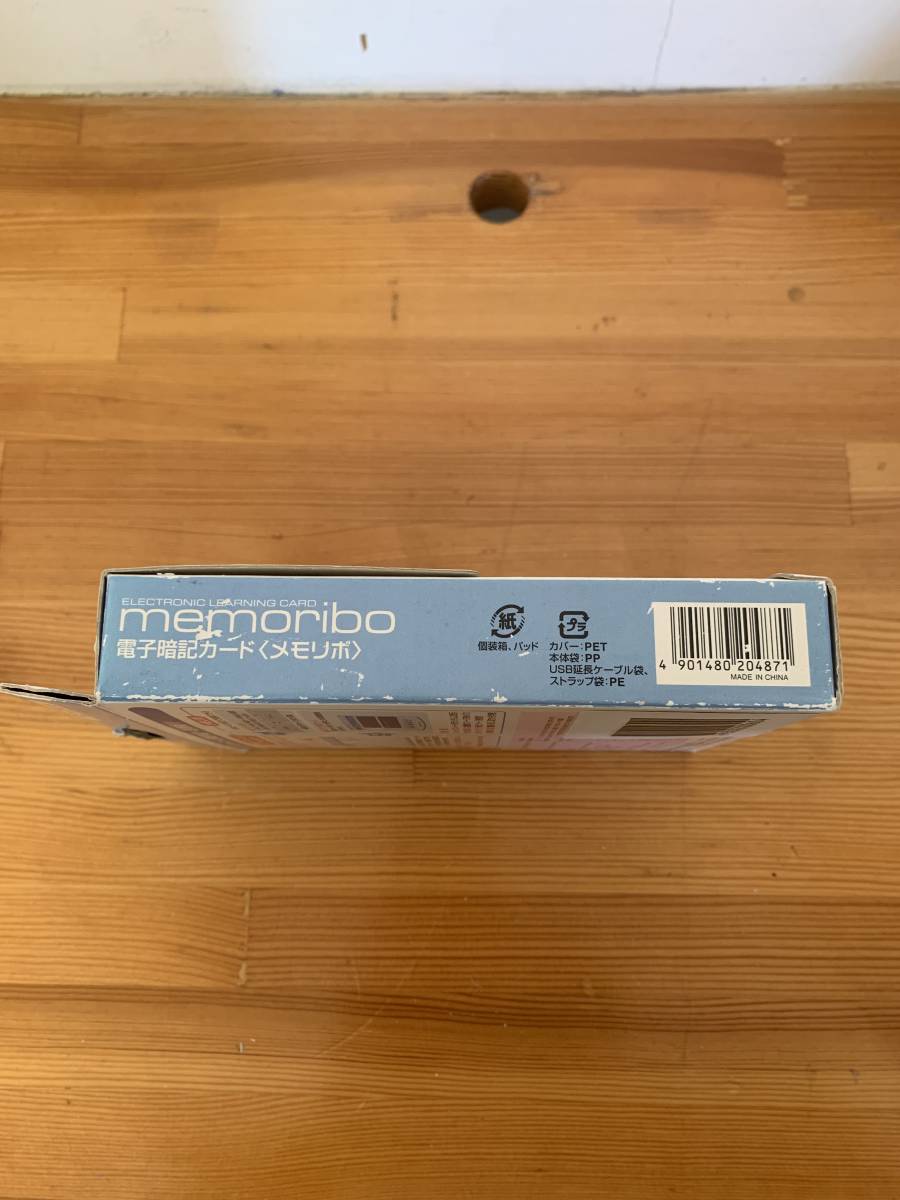 ELECTRONIC LEARNING CARD
memoribo
電子暗記カード〈メモリボ〉
紙
個装箱、パッド
プラ
カバー:PET
本体袋:PP
USB延長ケーブル袋、
ストラップ袋:PE
4 901480 204871
MADE IN CHINA